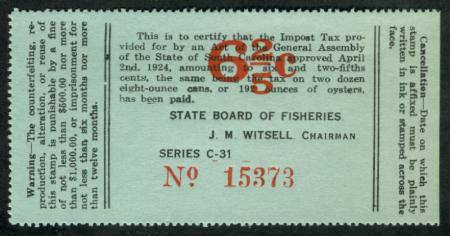 Warning—The counterfeiting, re
production, alteration, or reuse of
this stamp is punishable by a fine
of not less than $500.00 nor more
than $1,000.00, or imprisonment for
not less than six months nor more
than twelve months.
This is to certify that the Impost Tax pro-
vided for by an Act of the General Assembly
of the State of South Carolina approved April
2nd. 1924, amounting to six and two-fifths
cents, the same being the tax on two dozen
eight-ounce cans, or 192 ounces of oysters,
has been paid.
6 2/5 C
STATE BOARD OF FISHERIES.
J. M. WITSELL, CHAIRMAN
SERIES C-31
No 15373
Cancellation—Date on which this
stamp is affixed must be plainly
written in ink or stamped across the
face.